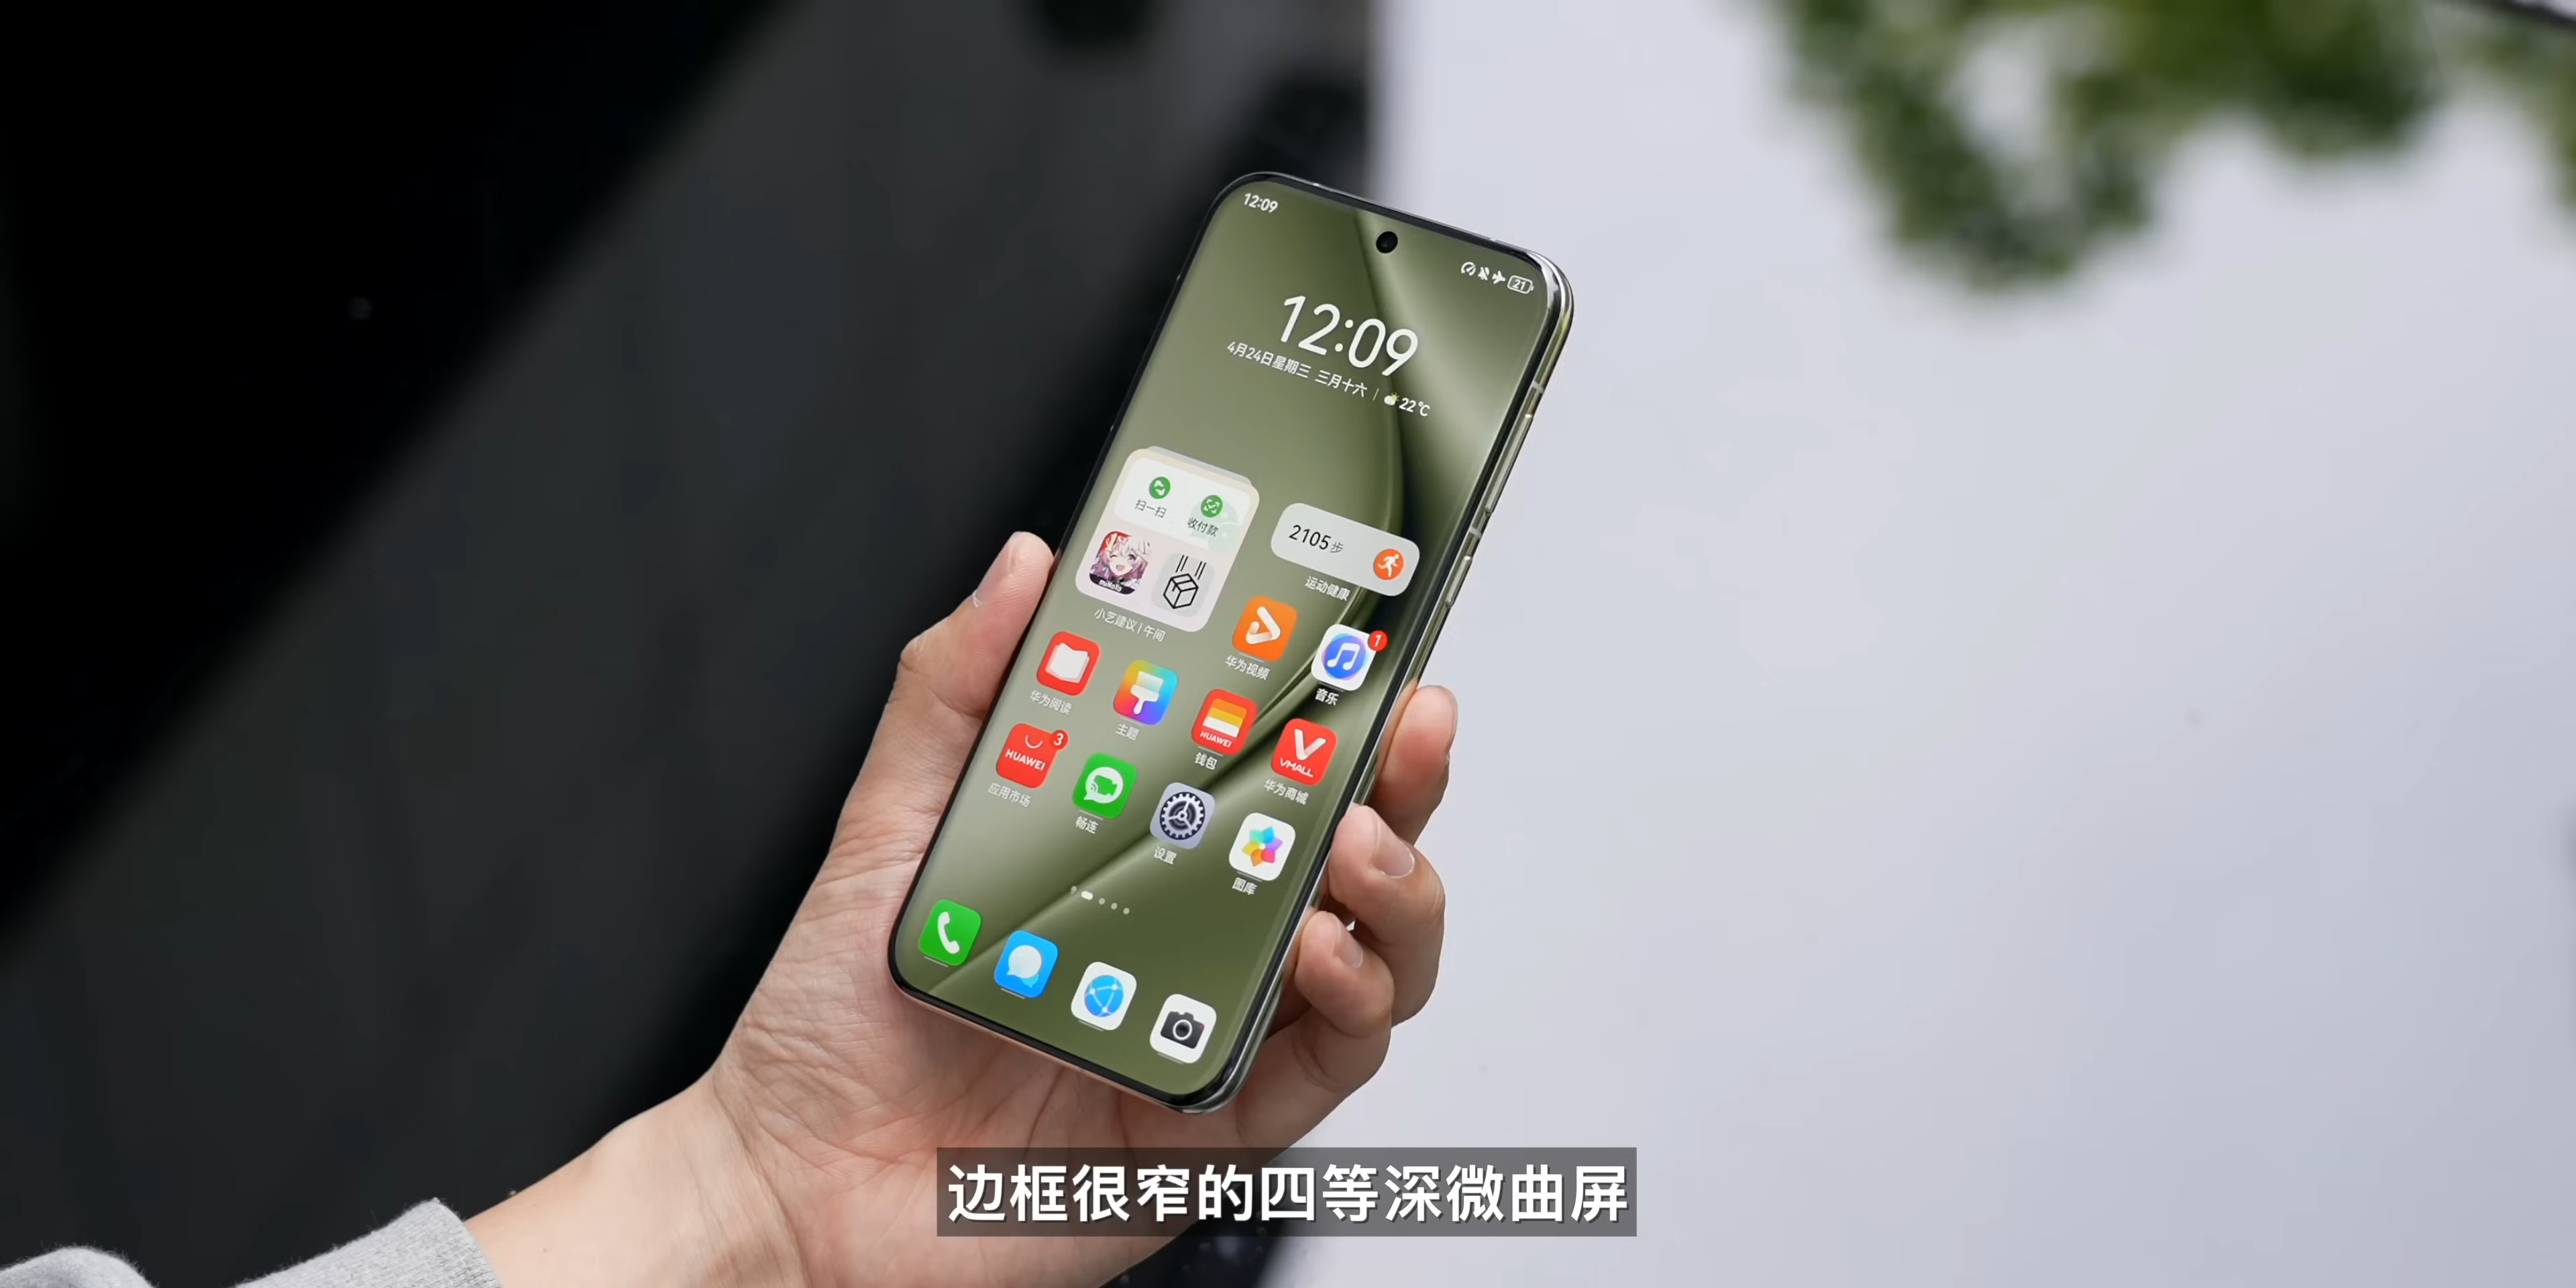 12:09
21
12:09
4月24日星期三 三月十六 | 22℃
扫一扫
收付款
2105步
运动健康
小艺建议 | 午间
华为视频
1
音乐
华为阅读
主题
HUAWEI
钱包
VMALL
华为商城
3
HUAWEI
应用市场
畅连
设置
图库
边框很窄的四等深微曲屏